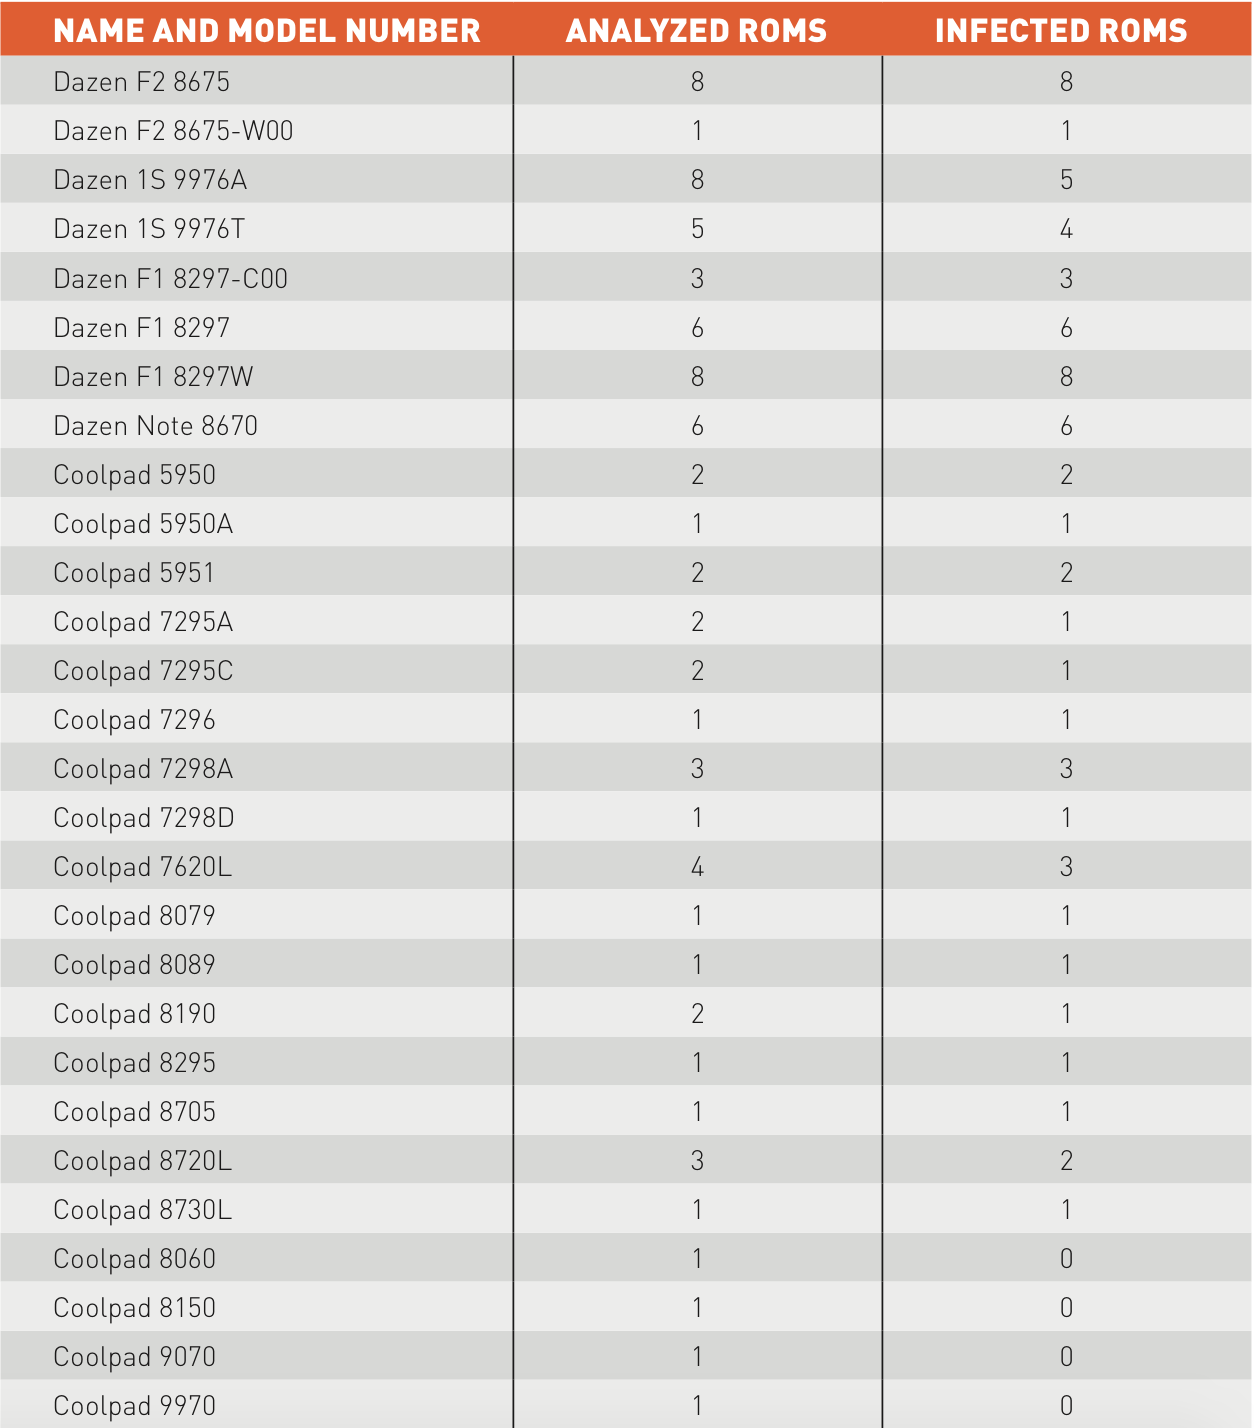 NAME AND MODEL NUMBER ANALYZED ROMS INFECTED ROMS
Dazen F2 8675 8 8
Dazen F2 8675-W00 1 1
Dazen 1S 9976A 8 5
Dazen 1S 9976T 5 4
Dazen F1 8297-C00 3 3
Dazen F1 8297 6 6
Dazen F1 8297W 8 8
Dazen Note 8670 6 6
Coolpad 5950 2 2
Coolpad 5950A 1 1
Coolpad 5951 2 2
Coolpad 7295A 2 1
Coolpad 7295C 2 1
Coolpad 7296 1 1
Coolpad 7298A 3 3
Coolpad 7298D 1 1
Coolpad 7620L 4 3
Coolpad 8079 1 1
Coolpad 8089 1 1
Coolpad 8190 2 1
Coolpad 8295 1 1
Coolpad 8705 1 1
Coolpad 8720L 3 2
Coolpad 8730L 1 1
Coolpad 8060 1 0
Coolpad 8150 1 0
Coolpad 9070 1 0
Coolpad 9970 1 0